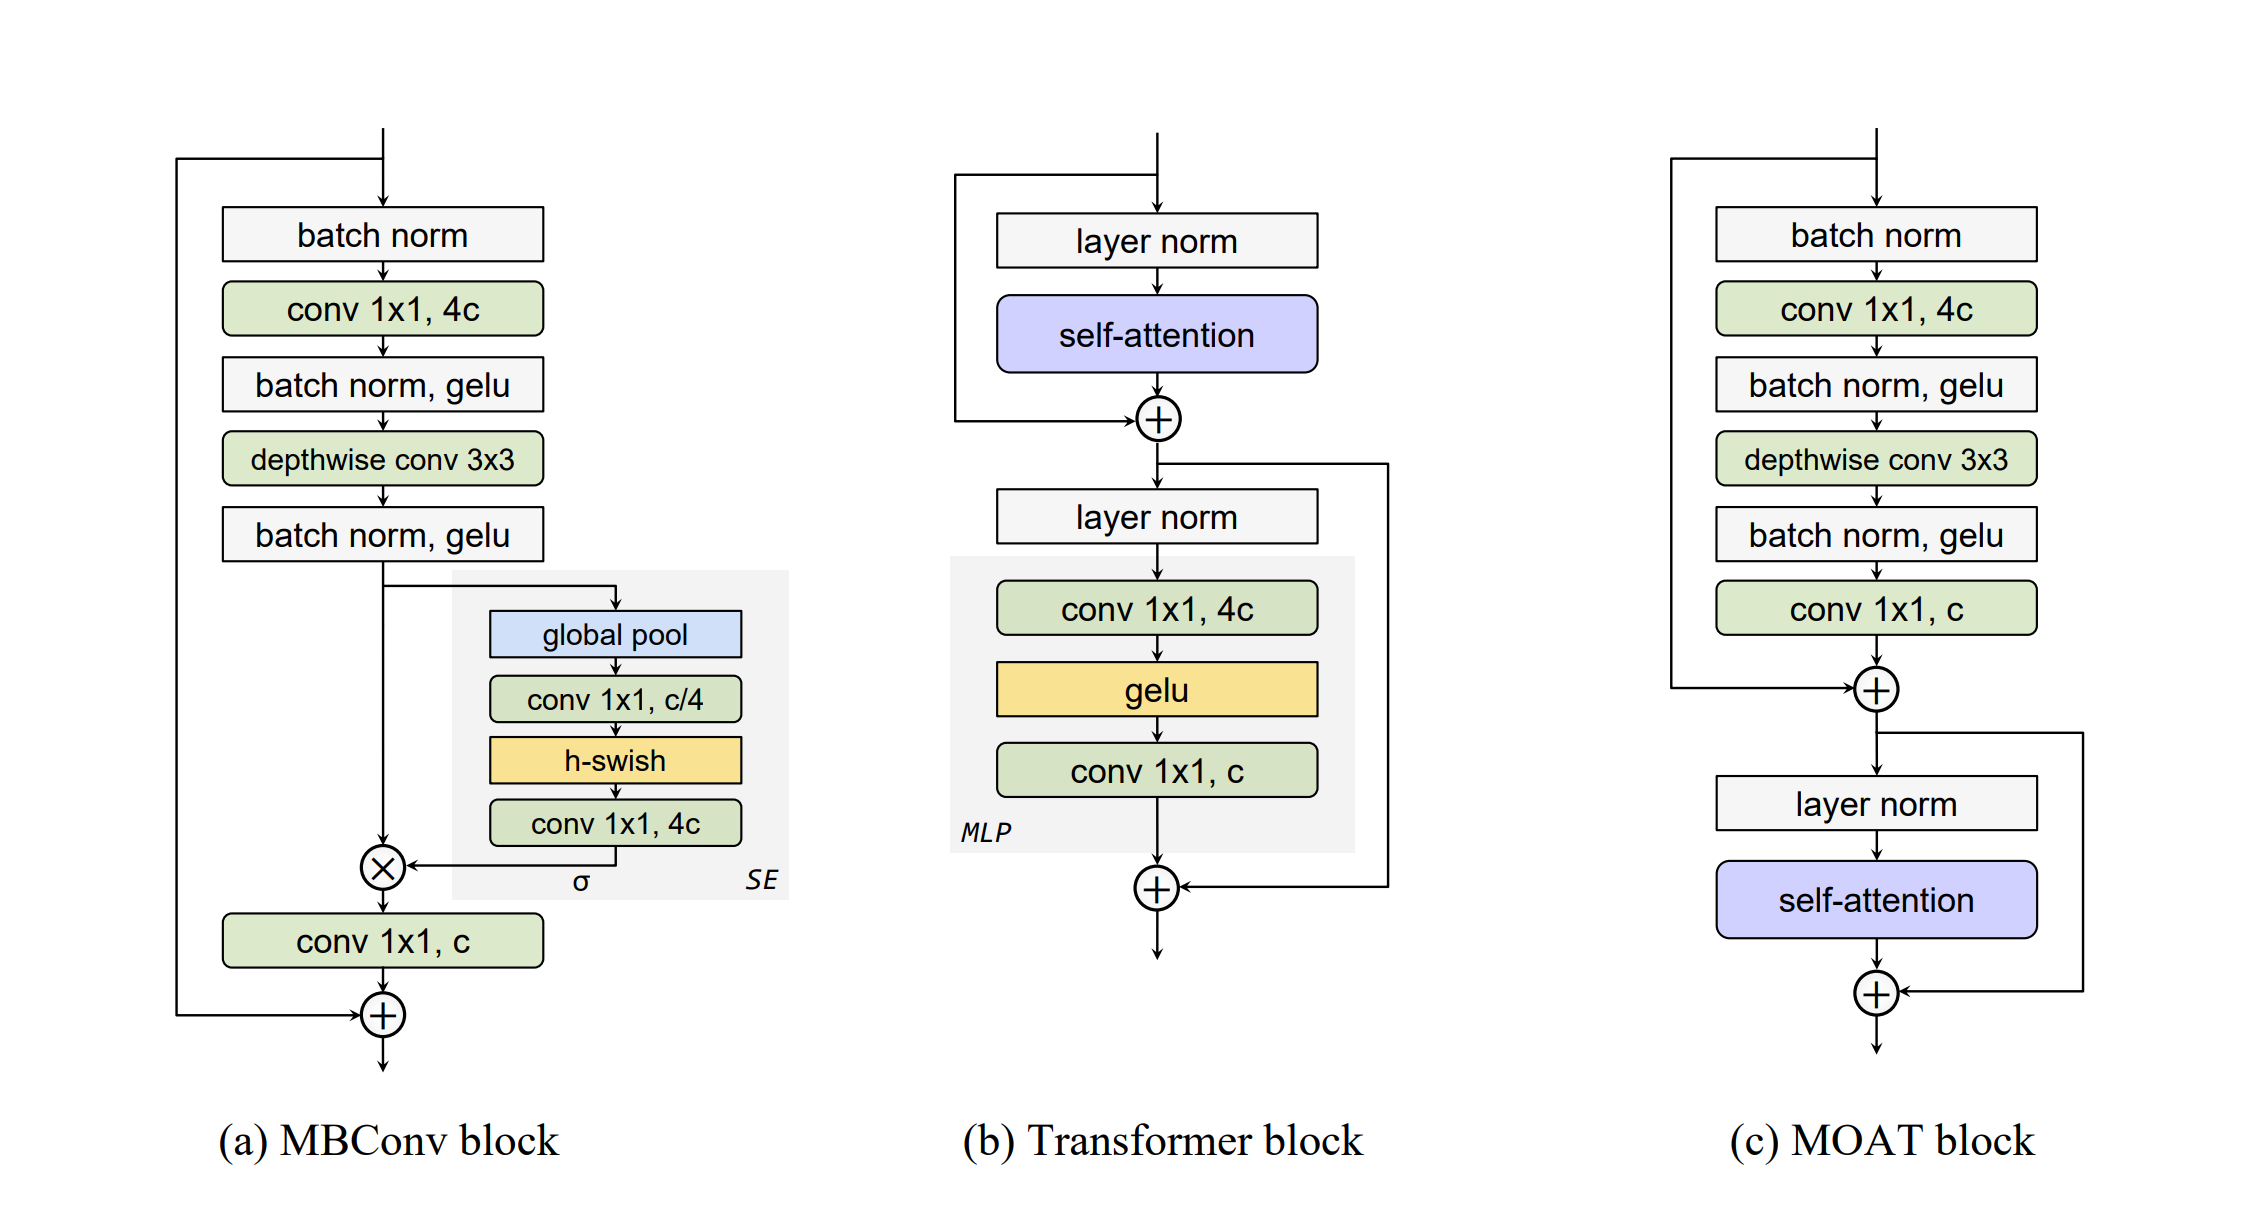 batch norm
conv 1x1, 4c
batch norm, gelu
depthwise conv 3x3
batch norm, gelu
global pool
conv 1x1, c/4
h-swish
conv 1x1, 4c
σ
SE
conv 1x1, c
(a) MBConv block
layer norm
self-attention
layer norm
conv 1x1, 4c
gelu
conv 1x1, c
MLP
(b) Transformer block
batch norm
conv 1x1, 4c
batch norm, gelu
depthwise conv 3x3
batch norm, gelu
conv 1x1, c
layer norm
self-attention
(c) MOAT block